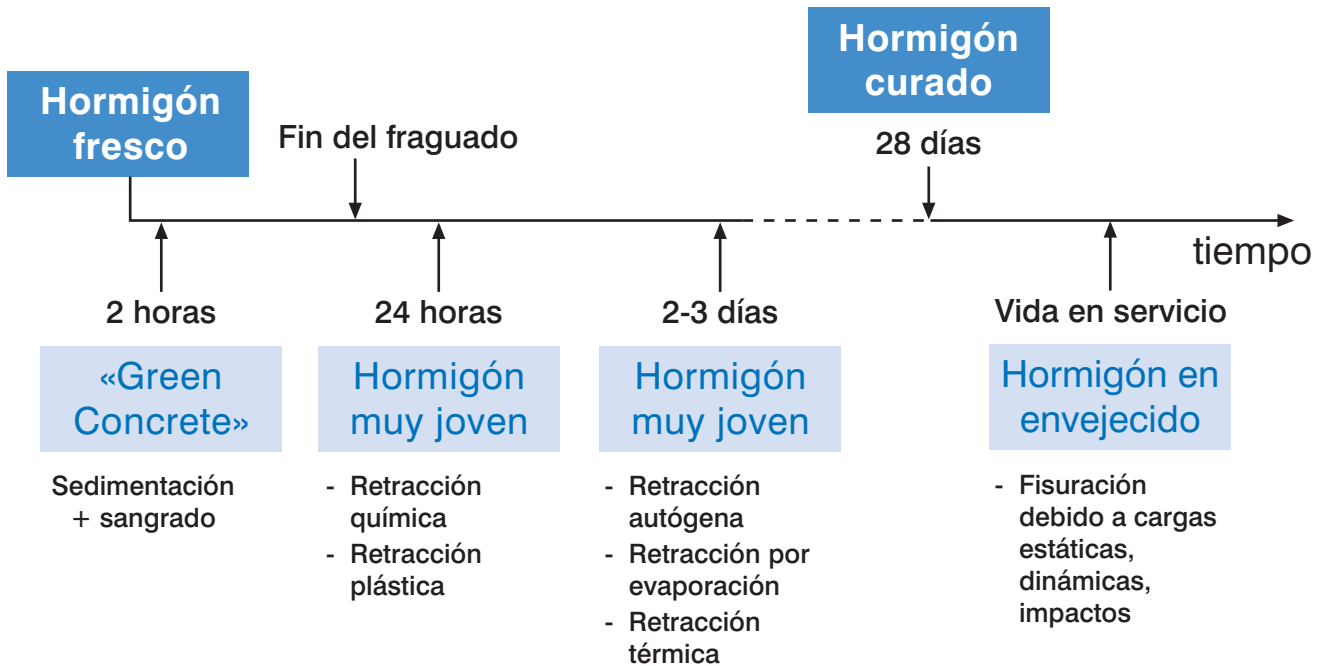 Hormigón
fresco
Fin del fraguado
Hormigón
curado
28 días
tiempo
2 horas
«Green
Concrete»
Sedimentación
+ sangrado
24 horas
Hormigón
muy joven
- Retracción
química
- Retracción
plástica
2-3 días
Hormigón
muy joven
- Retracción
autógena
- Retracción por
evaporación
- Retracción
térmica
Vida en servicio
Hormigón en
envejecido
- Fisuración
debido a cargas
estáticas,
dinámicas,
impactos